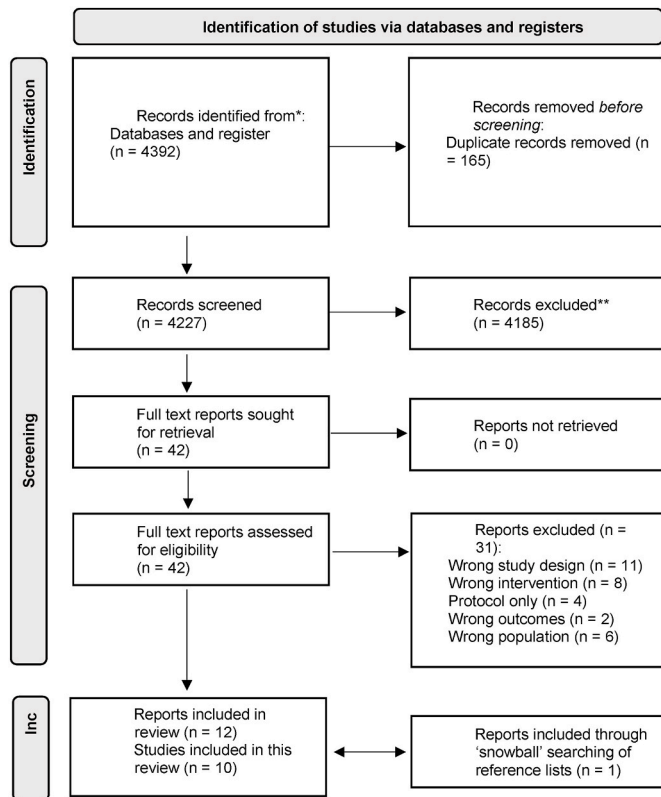 Identification of studies via databases and registers
Identification
Records identified from*:
Databases and register
(n = 4392)
Records removed before
screening:
Duplicate records removed (n
= 165)
Screening
Records screened
(n = 4227)
Records excluded**
(n = 4185)
Full text reports sought
for retrieval
(n = 42)
Reports not retrieved
(n = 0)
Full text reports assessed
for eligibility
(n = 42)
Reports excluded (n =
31):
Wrong study design (n = 11)
Wrong intervention (n = 8)
Protocol only (n = 4)
Wrong outcomes (n = 2)
Wrong population (n = 6)
Inc
Reports included in
review (n = 12)
Studies included in this
review (n = 10)
Reports included through
‘snowball’ searching of
reference lists (n = 1)